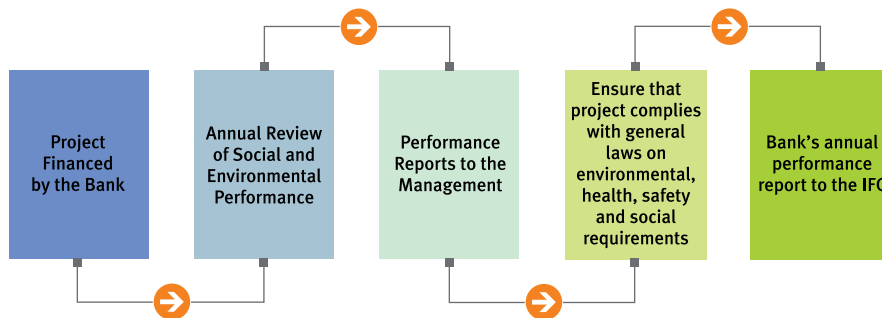 Project
Financed
by the Bank
Annual Review
of Social and
Environmental
Performance
Performance
Reports to the
Management
Ensure that
project complies
with general
laws on
environmental,
health, safety
and social
requirements
Bank's annual
performance
report to the IFC